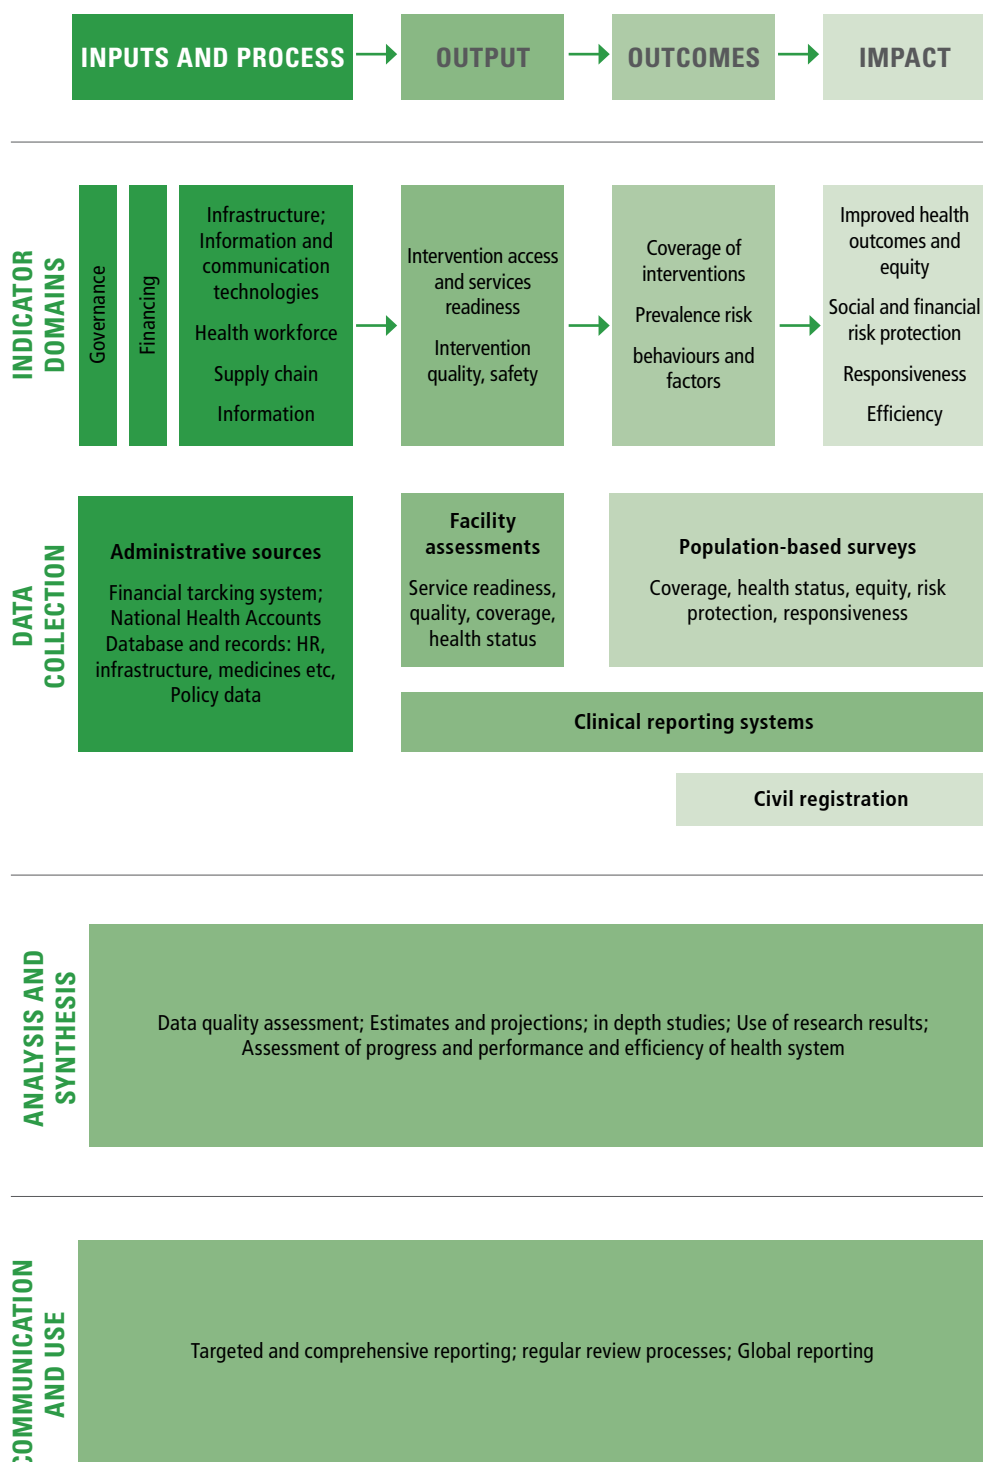 INPUTS AND PROCESS
OUTPUT
OUTCOMES
IMPACT
INDICATOR
DOMAINS
Governance
Financing
Infrastructure;
Information and
communication
technologies
Health workforce
Supply chain
Information
Intervention access
and services
readiness
Intervention
quality, safety
Coverage of
interventions
Prevalence risk
behaviours and
factors
Improved health
outcomes and
equity
Social and financial
risk protection
Responsiveness
Efficiency
DATA
COLLECTION
Administrative sources
Financial tarcking system;
National Health Accounts
Database and records: HR,
infrastructure, medicines etc,
Policy data
Facility
assessments
Service readiness,
quality, coverage,
health status
Population-based surveys
Coverage, health status, equity, risk
protection, responsiveness
Clinical reporting systems
Civil registration
ANALYSIS AND
SYNTHESIS
Data quality assessment; Estimates and projections; in depth studies; Use of research results;
Assessment of progress and performance and efficiency of health system
COMMUNICATION
AND USE
Targeted and comprehensive reporting; regular review processes; Global reporting